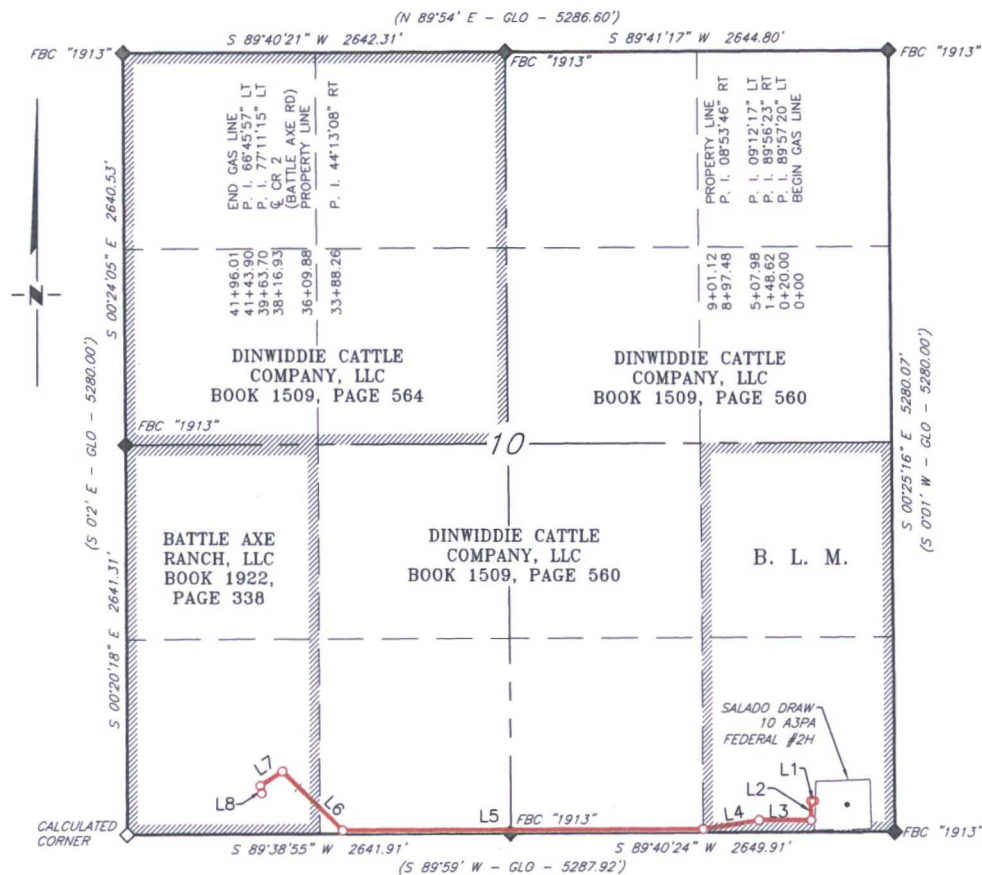 (N 89°54' E - GLO - 5286.60')
S 89°40'21" W 2642.31'
S 89°41'17" W 2644.80'
FBC "1913"
FBC "1913"
FBC "1913"
END GAS LINE
P. I. 66°45'57" LT
P. I. 77°11'15" LT
℄ CR 2
(BATTLE AXE RD)
PROPERTY LINE
P. I. 44°13'08" RT
41+96.01
41+43.90
39+63.70
38+16.93
36+09.88
33+88.26
PROPERTY LINE
P. I. 08°53'46" RT
P. I. 09°12'17" LT
P. I. 89°56'23" RT
P. I. 89°57'20" LT
BEGIN GAS LINE
9+01.12
8+97.48
5+07.98
1+48.62
0+20.00
0+00
S 00°24'05" E 2640.53'
N
DINWIDDIE CATTLE
COMPANY, LLC
BOOK 1509, PAGE 564
DINWIDDIE CATTLE
COMPANY, LLC
BOOK 1509, PAGE 560
(S 0°2' E - GLO - 5280.00')
S 00°25'16" E 5280.07'
(S 0°01' W - GLO - 5280.00')
FBC "1913"
10
BATTLE AXE
RANCH, LLC
BOOK 1922,
PAGE 338
DINWIDDIE CATTLE
COMPANY, LLC
BOOK 1509, PAGE 560
B. L. M.
S 00°20'18" E 2641.31'
SALADO DRAW
10 A3PA
FEDERAL #2H
L1
L2
L3
L4
L5
L6
L7
L8
FBC "1913"
CALCULATED
CORNER
FBC "1913"
S 89°38'55" W 2641.91'
S 89°40'24" W 2649.91'
(S 89°59' W - GLO - 5287.92')